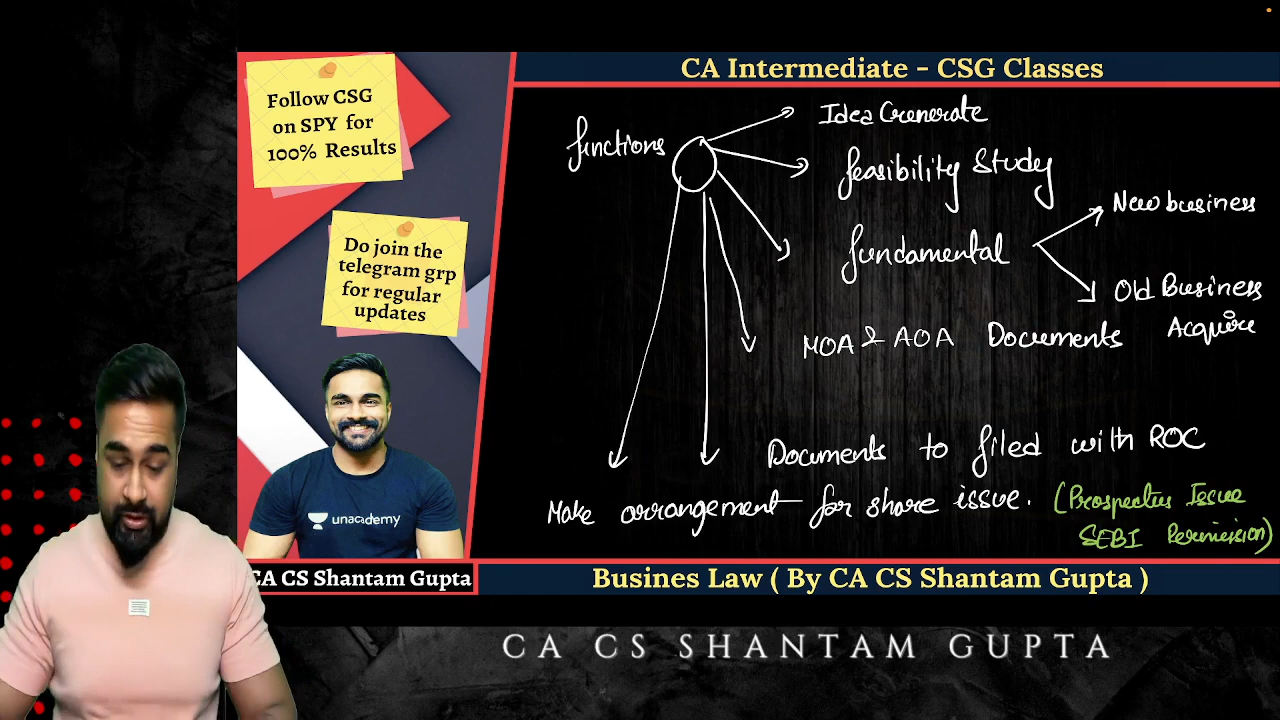 CA Intermediate - CSG Classes
Follow CSG
on SPY for
100% Results
Do join the
telegram grp
for regular
updates
unacademy
CA CS Shantam Gupta
functions
Idea Generate
feasibility Study
fundamental
New business
Old Business
Acquire
MOA & AOA Documents
Documents to filed with ROC
Make arrangement for share issue. (Prospectus Issue
SEBI Permission)
Busines Law ( By CA CS Shantam Gupta )
CA CS SHANTAM GUPTA